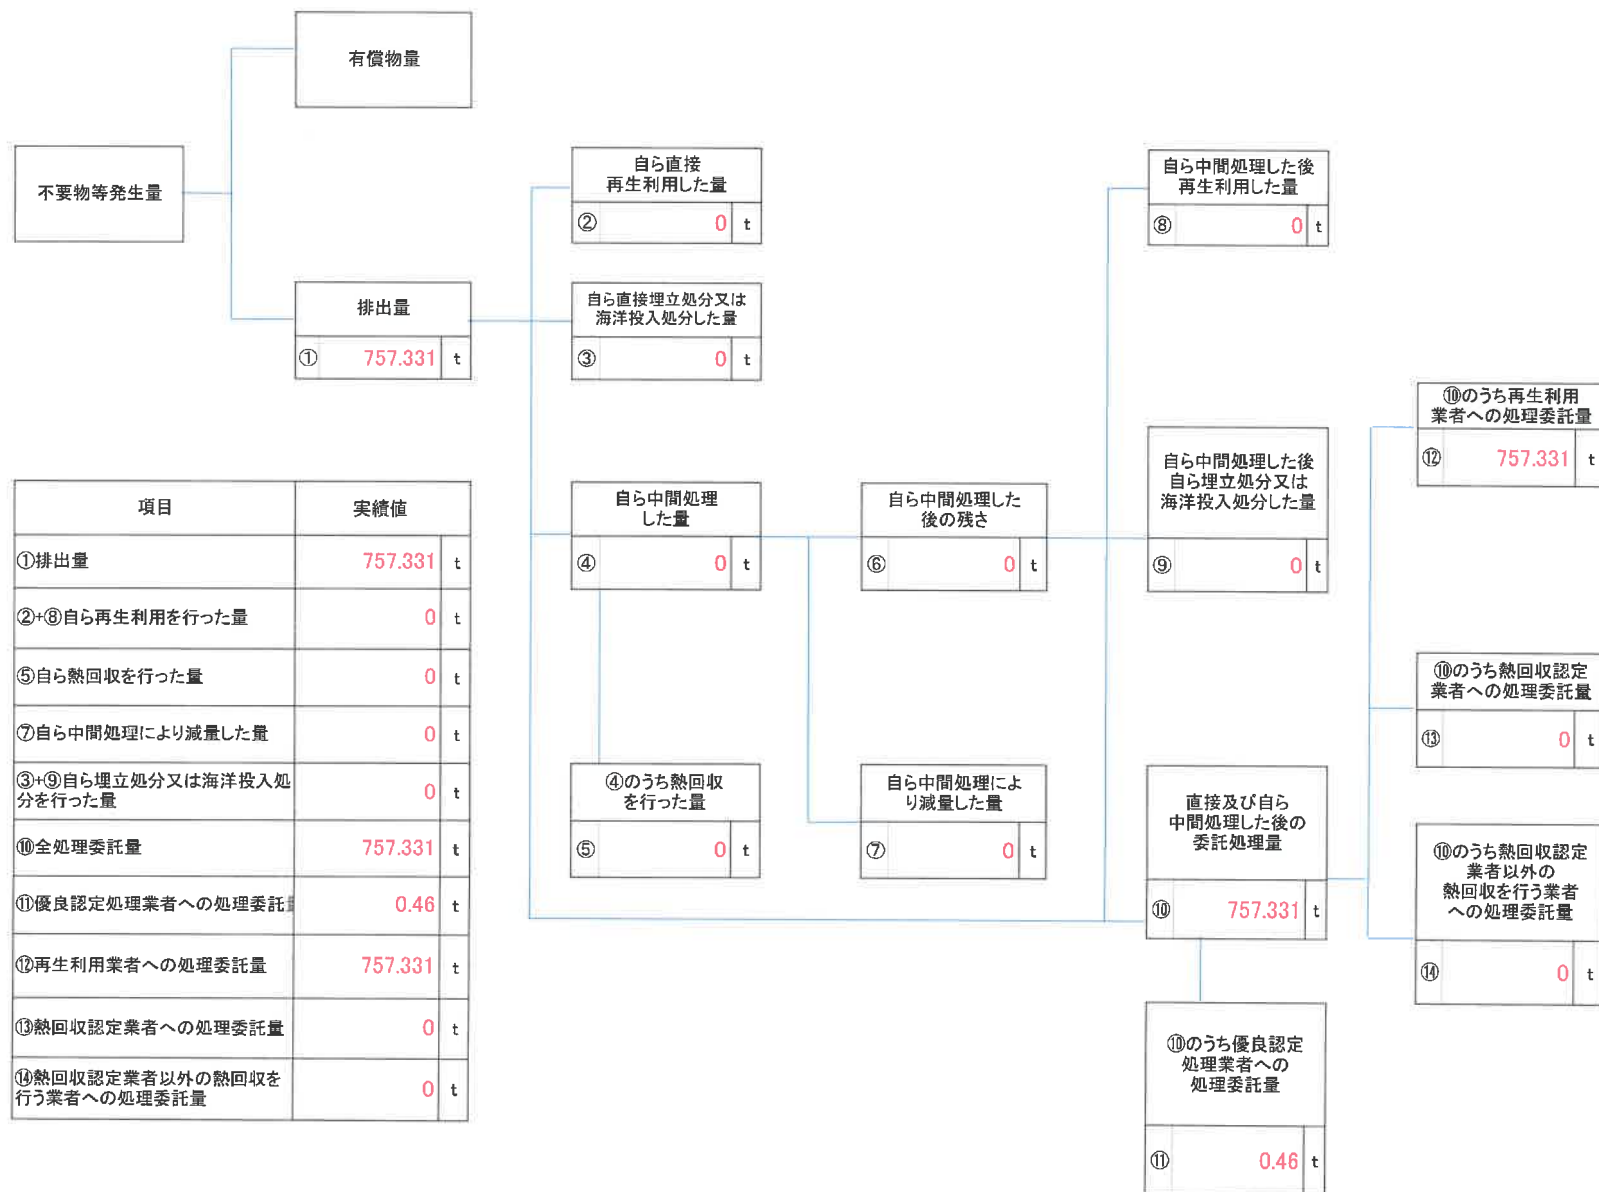 有償物量
不要物等発生量
排出量
① 757.331 t
自ら直接
再生利用した量
② 0 t
自ら直接埋立処分又は
海洋投入処分した量
③ 0 t
自ら中間処理
した量
④ 0 t
④のうち熱回収
を行った量
⑤ 0 t
自ら中間処理した
後の残さ
⑥ 0 t
自ら中間処理によ
り減量した量
⑦ 0 t
自ら中間処理した後
再生利用した量
⑧ 0 t
自ら中間処理した後
自ら埋立処分又は
海洋投入処分した量
⑨ 0 t
直接及び自ら
中間処理した後の
委託処理量
⑩ 757.331 t
⑩のうち優良認定
処理業者への
処理委託量
⑪ 0.46 t
⑩のうち再生利用
業者への処理委託量
⑫ 757.331 t
⑩のうち熱回収認定
業者への処理委託量
⑬ 0 t
⑩のうち熱回収認定
業者以外の
熱回収を行う業者
への処理委託量
⑭ 0 t
項目 実績値
①排出量 757.331 t
②+⑧自ら再生利用を行った量 0 t
⑤自ら熱回収を行った量 0 t
⑦自ら中間処理により減量した量 0 t
③+⑨自ら埋立処分又は海洋投入処
分を行った量 0 t
⑩全処理委託量 757.331 t
⑪優良認定処理業者への処理委託 0.46 t
⑫再生利用業者への処理委託量 757.331 t
⑬熱回収認定業者への処理委託量 0 t
⑭熱回収認定業者以外の熱回収を
行う業者への処理委託量 0 t